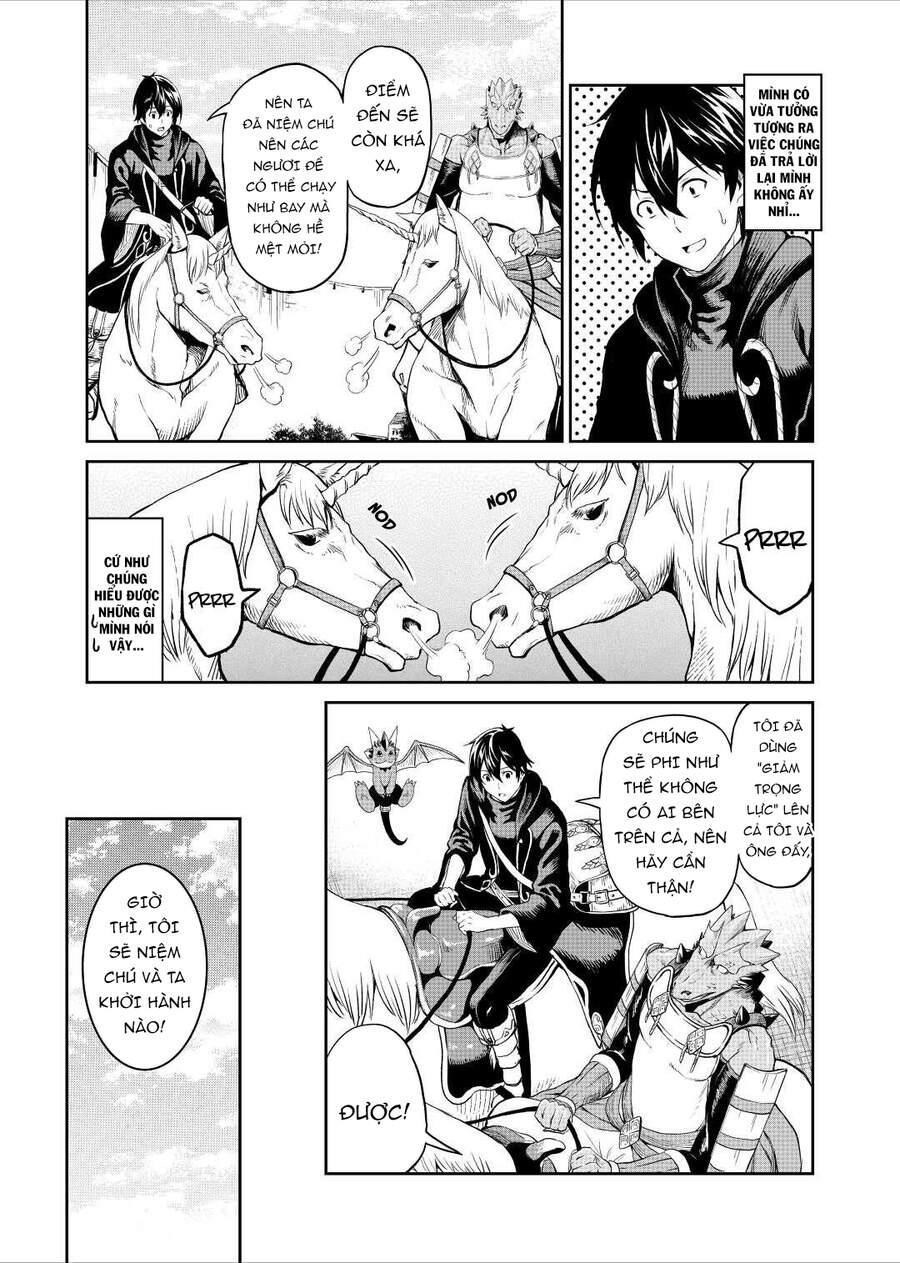 MÌNH CÓ
VỪA TƯỞNG
TƯỢNG RA
VIỆC CHÚNG
ĐÃ TRẢ LỜI
LẠI MÌNH
KHÔNG ẤY
NHỈ...
ĐIỂM
ĐẾN SẼ
CÒN KHÁ
XA,
NÊN TA
ĐÃ NIỆM CHÚ
NÊN CÁC
NGƯƠI ĐỂ
CÓ THỂ CHẠY
NHƯ BAY MÀ
KHÔNG HỀ
MỆT MỎI!
PRRR
NOD
NOD
PRRR
CỨ NHƯ
CHÚNG
HIỂU ĐƯỢC
NHỮNG GÌ
MÌNH NÓI
VẬY...
TÔI ĐÃ
DÙNG
"GIẢM
TRỌNG
LỰC" LÊN
CẢ TÔI VÀ
ÔNG ĐẤY,
CHÚNG
SẼ PHI NHƯ
THỂ KHÔNG
CÓ AI BÊN
TRÊN CẢ, NÊN
HÃY CẨN
THẬN!
ĐƯỢC!
GIỜ
THÌ, TÔI
SẼ NIỆM
CHÚ VÀ TA
KHỞI HÀNH
NÀO!